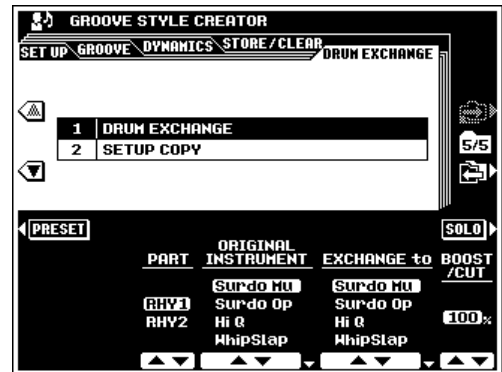 GROOVE STYLE CREATOR
SET UP GROOVE DYNAMICS STORE/CLEAR DRUM EXCHANGE
1 DRUM EXCHANGE
2 SETUP COPY
5/5
PRESET SOLO
PART ORIGINAL INSTRUMENT EXCHANGE to BOOST /CUT
Surdo Mu Surdo Mu
RHY1 Surdo Op Surdo Op 100%
RHY2 Hi Q Hi Q
WhipSlap WhipSlap